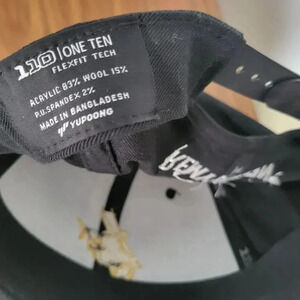 110 ONE TEN
FLEXFIT TECH
ACRYLIC 83% WOOL 15%
P.U.SPANDEX 2%
MADE IN BANGLADESH
YUPOONG